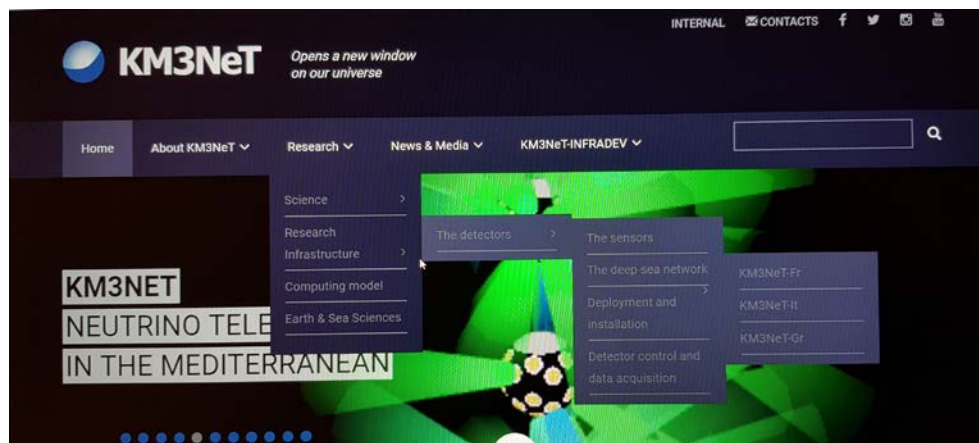 INTERNAL CONTACTS
KM3NeT
Opens a new window
on our universe
Home About KM3NeT Research News & Media KM3NeT-INFRADEV
Science
Research
Infrastructure
Computing model
Earth & Sea Sciences
The detectors
The sensors
The deep sea network
Deployment and
installation
Detector control and
data acquisition
KM3NeT-Fr
KM3NeT-It
KM3NeT-Gr
KM3NET
NEUTRINO TELE
IN THE MEDITERRANEAN